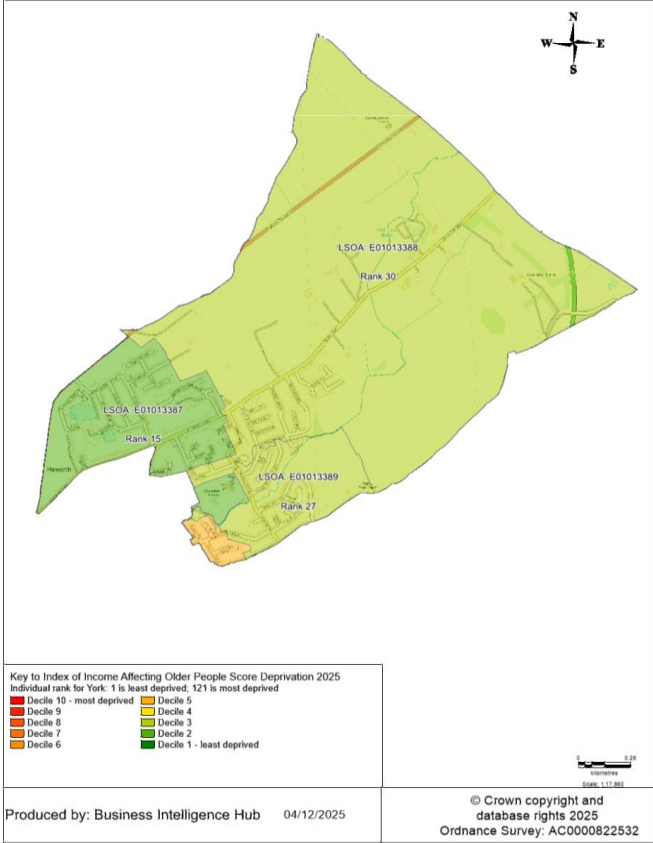 N
W E
S
LSOA: E01013388
Rank 30
LSOA: E01013387
Rank 15
Heworth
LSOA: E01013389
Rank 27
Key to Index of Income Affecting Older People Score Deprivation 2025
Individual rank for York: 1 is least deprived; 121 is most deprived
Decile 10 - most deprived
Decile 9
Decile 8
Decile 7
Decile 6
Decile 5
Decile 4
Decile 3
Decile 2
Decile 1 - least deprived
0 0.28
kilometres
Scale: 1:17,860
Produced by: Business Intelligence Hub 04/12/2025
© Crown copyright and
database rights 2025
Ordnance Survey: AC0000822532